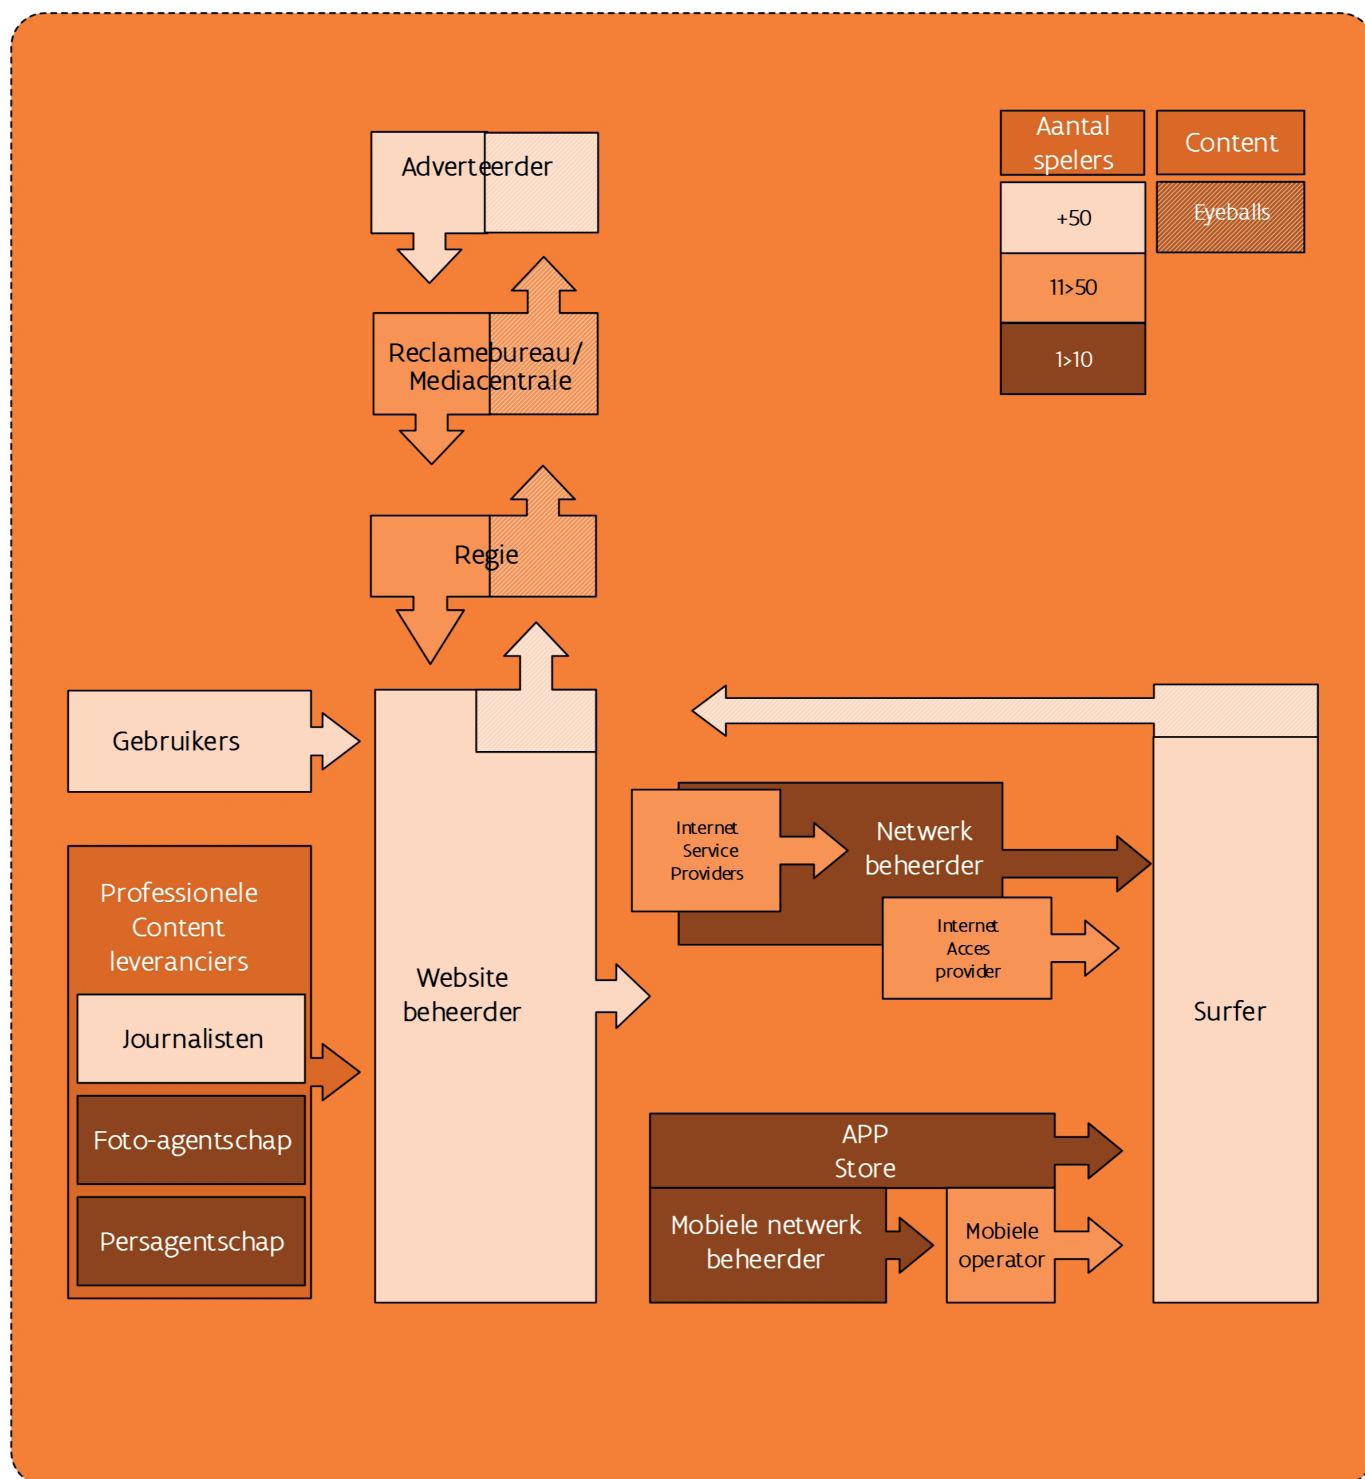 Aantal
spelers
Content
+50
Eyeballs
11>50
1>10
Adverteerder
Reclamebureau/
Mediacentrale
Regie
Gebruikers
Professionele
Content
leveranciers
Journalisten
Foto-agentschap
Persagentschap
Website
beheerder
Internet
Service
Providers
Netwerk
beheerder
Internet
Acces
provider
APP
Store
Mobiele netwerk
beheerder
Mobiele
operator
Surfer